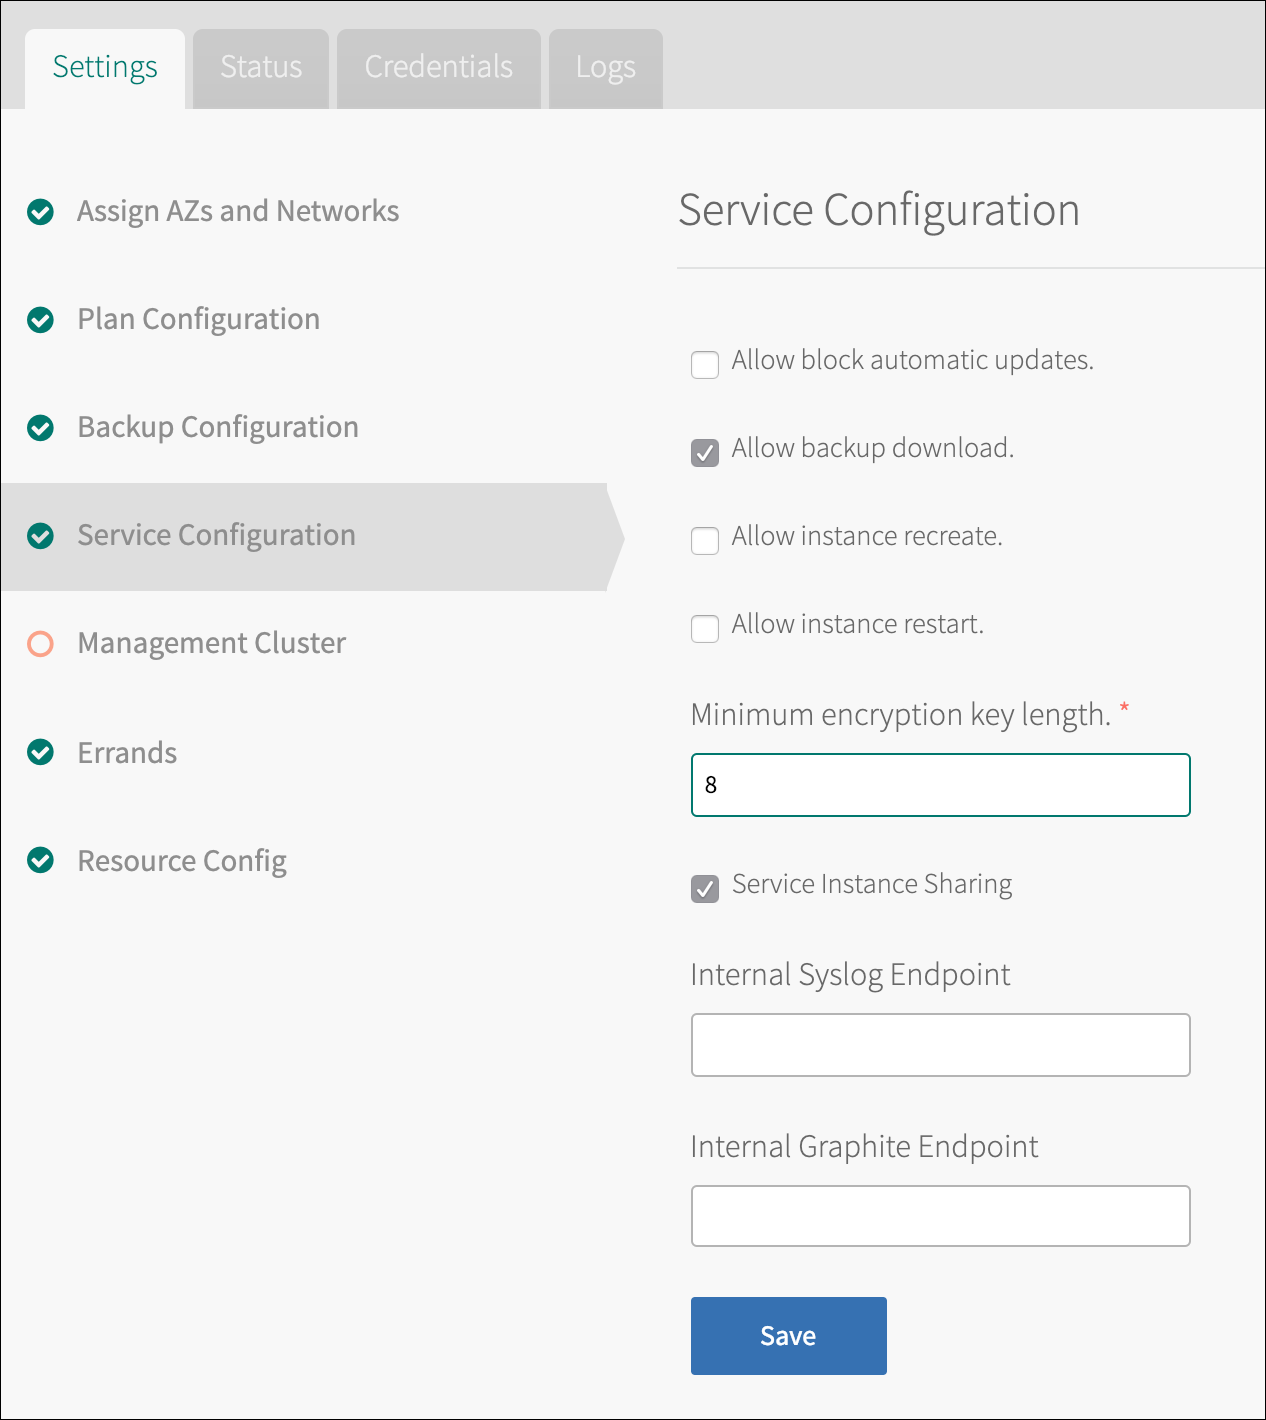 Settings
Status
Credentials
Logs
Assign AZs and Networks
Plan Configuration
Backup Configuration
Service Configuration
Management Cluster
Errands
Resource Config
Service Configuration
Allow block automatic updates.
Allow backup download.
Allow instance recreate.
Allow instance restart.
Minimum encryption key length. *
8
Service Instance Sharing
Internal Syslog Endpoint
Internal Graphite Endpoint
Save